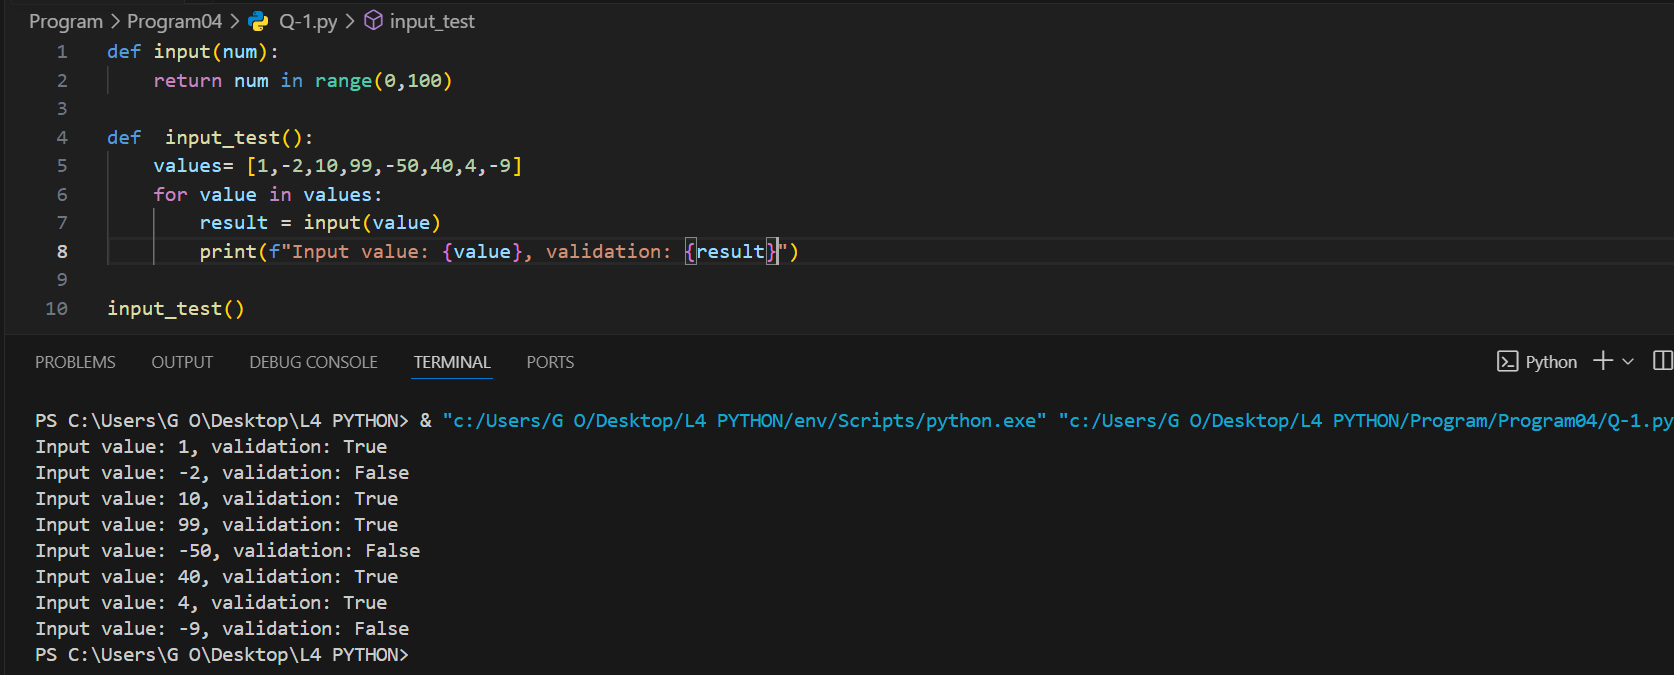 Program > Program04 > Q-1.py > input_test
1 def input(num):
2     return num in range(0,100)
3
4 def  input_test():
5     values= [1,-2,10,99,-50,40,4,-9]
6     for value in values:
7         result = input(value)
8         print(f"Input value: {value}, validation: {result}")
9
10 input_test()
PROBLEMS OUTPUT DEBUG CONSOLE TERMINAL PORTS Python
PS C:\Users\G O\Desktop\L4 PYTHON> & "c:/Users/G O/Desktop/L4 PYTHON/env/Scripts/python.exe" "c:/Users/G O/Desktop/L4 PYTHON/Program/Program04/Q-1.py
Input value: 1, validation: True
Input value: -2, validation: False
Input value: 10, validation: True
Input value: 99, validation: True
Input value: -50, validation: False
Input value: 40, validation: True
Input value: 4, validation: True
Input value: -9, validation: False
PS C:\Users\G O\Desktop\L4 PYTHON>